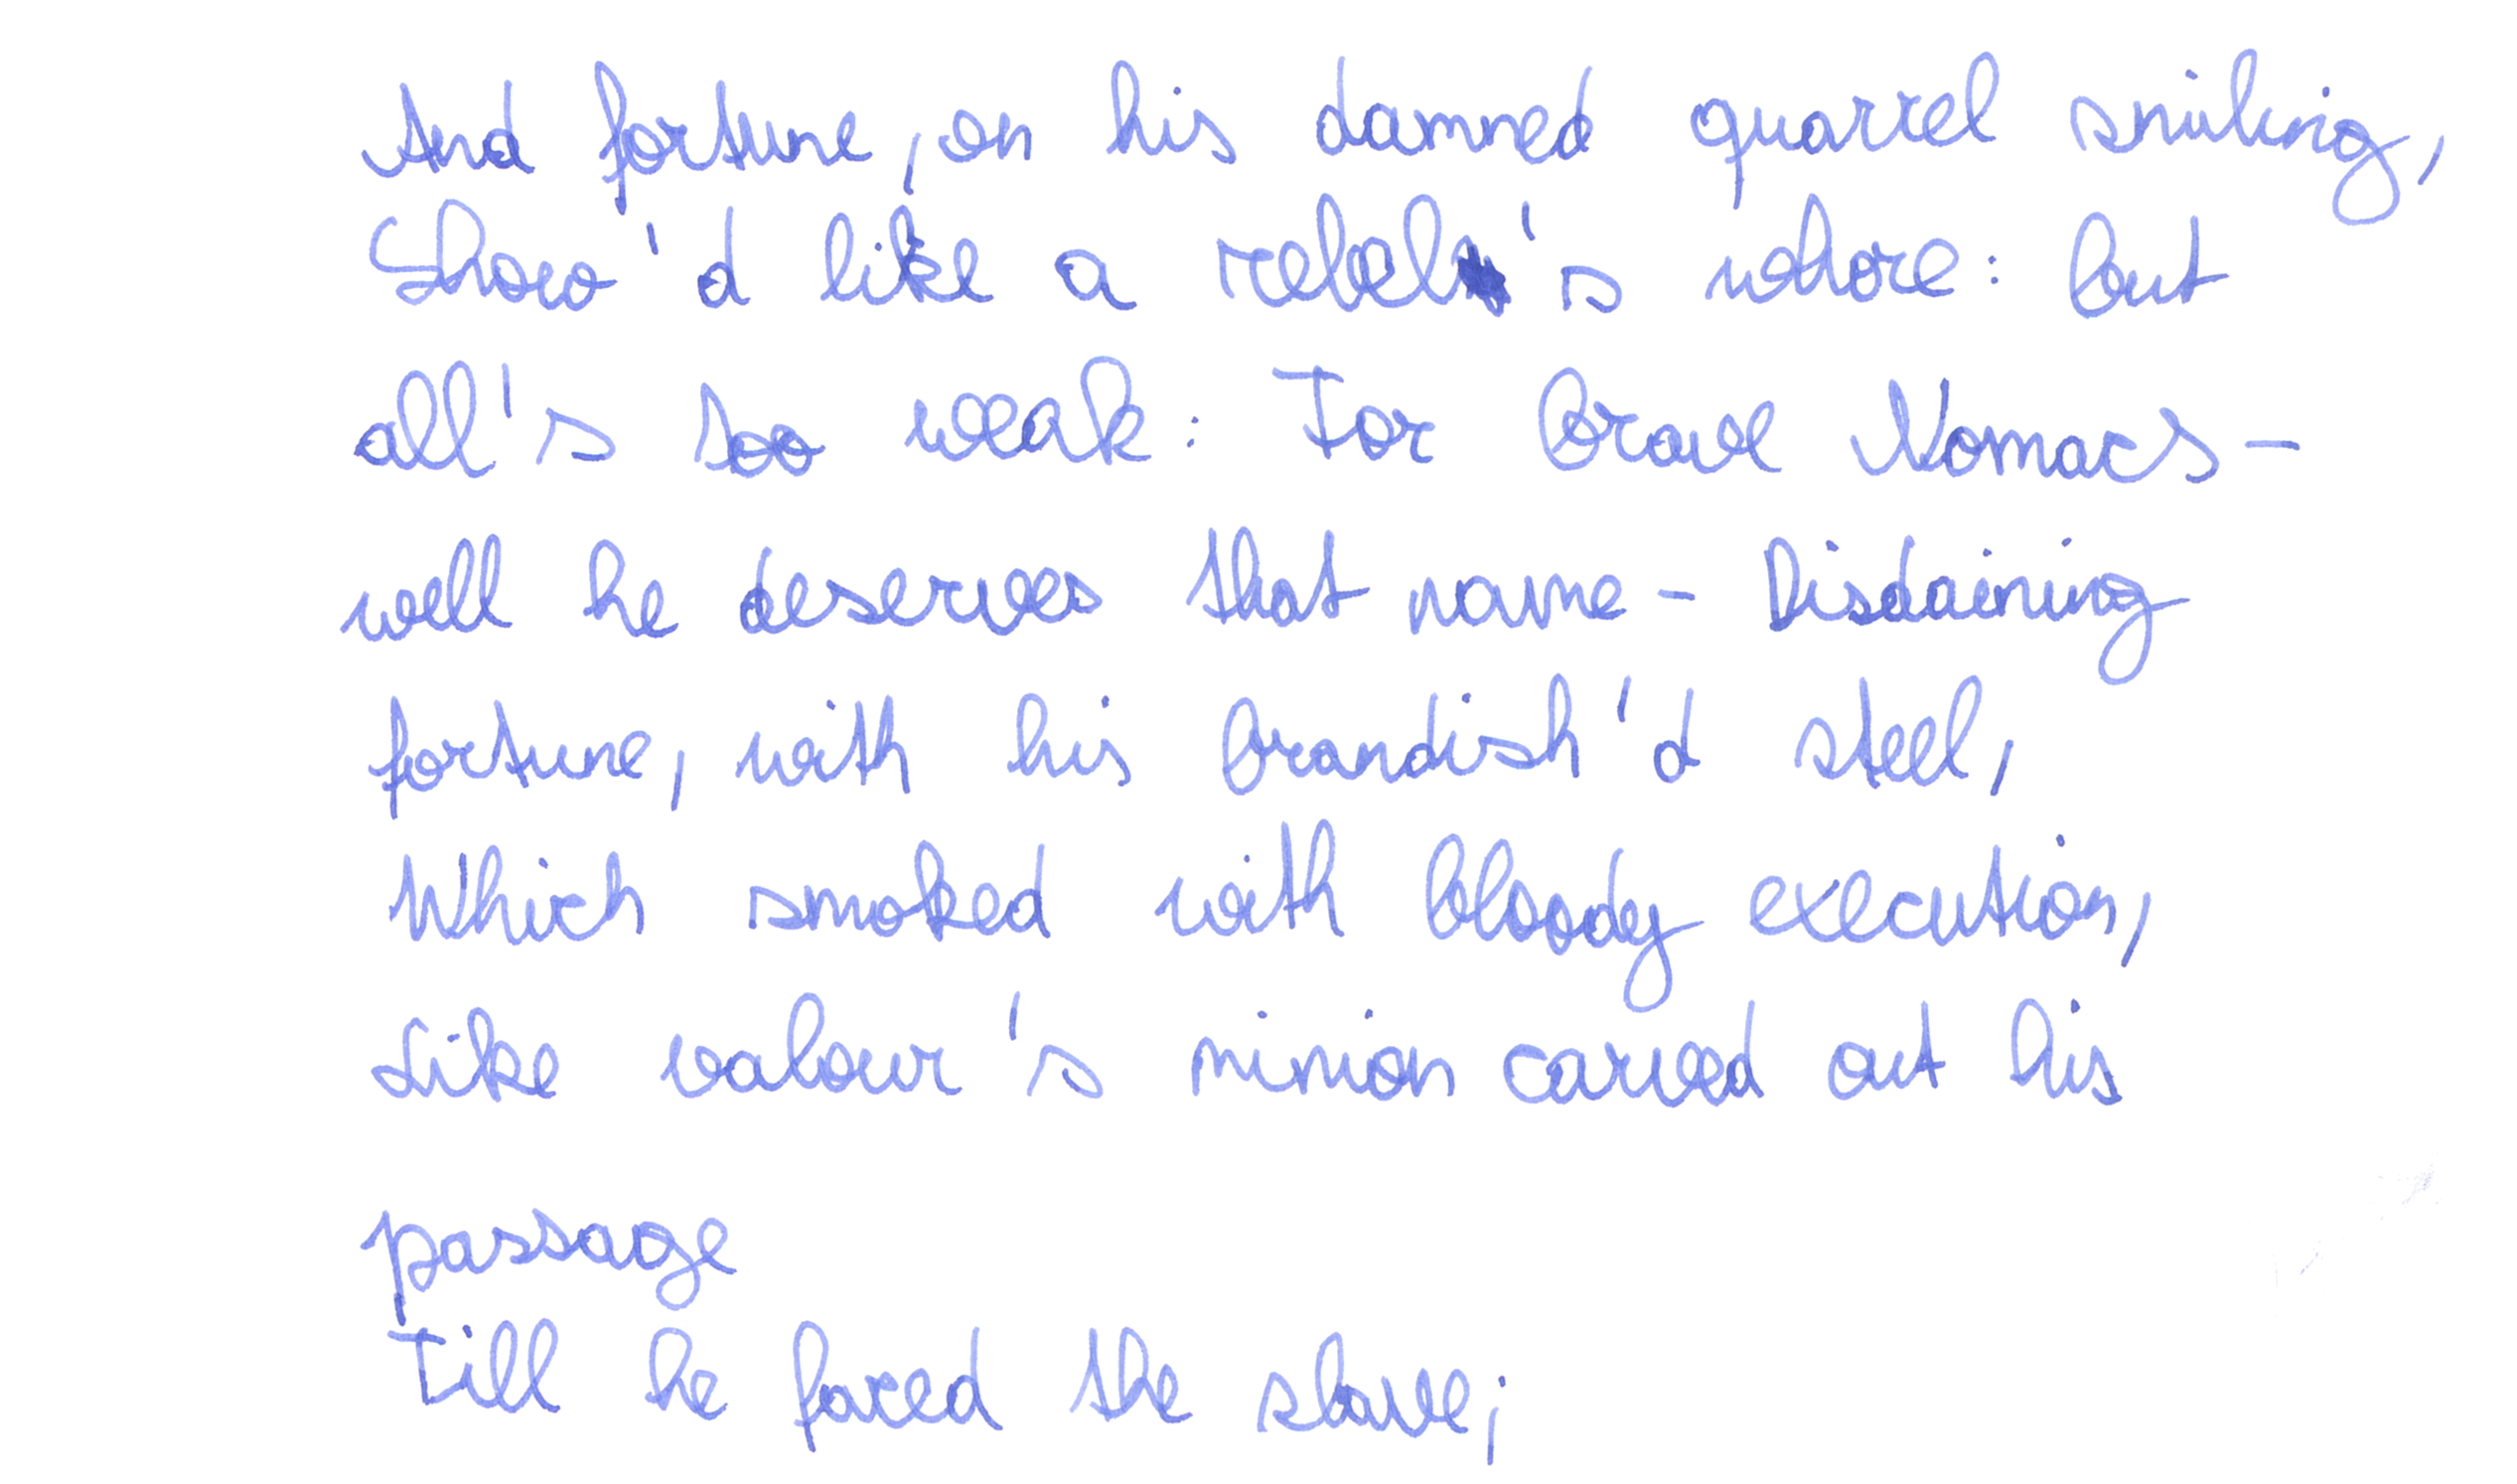 And fortune, on his damned quarrel smiling,
Show'd like a rebel's whore: but
all's too weak: For brave Nomacs -
well he deserves that name - Disdaining
fortune, with his brandish'd steel,
Which smoked with bloody execution,
Like valour's minion carved out his
passage
Till he faced the slave;